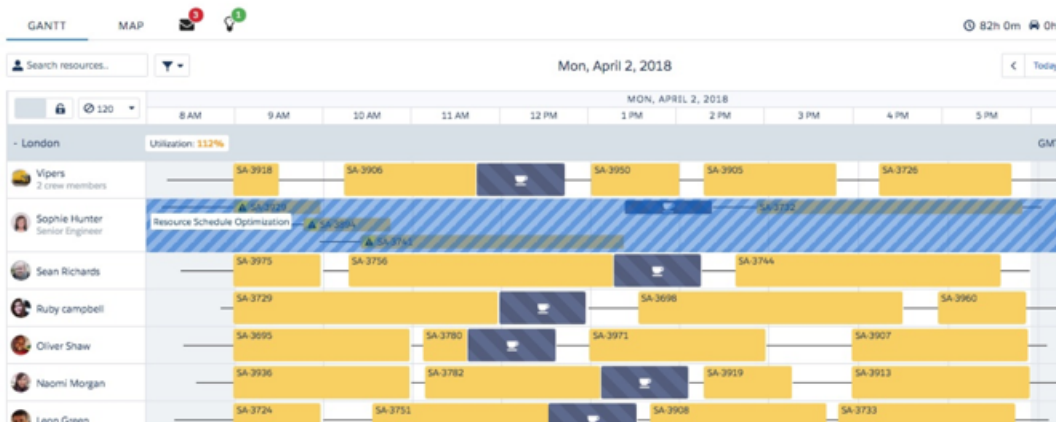 GANTT MAP 3 1 82h 0m 0h
Search resources.. Mon, April 2, 2018 Today
120 MON, APRIL 2, 2018
8 AM 9 AM 10 AM 11 AM 12 PM 1 PM 2 PM 3 PM 4 PM 5 PM
- London Utilization: 112% GMT
Vipers SA-3918 SA-3906 SA-3950 SA-3905 SA-3726
2 crew members
Sophie Hunter
Senior Engineer
Resource Schedule Optimization
SA-3741
Sean Richards SA-3975 SA-3756 SA-3744
Ruby campbell SA-3729 SA-3698 SA-3960
Oliver Shaw SA-3695 SA-3780 SA-3971 SA-3907
Naomi Morgan SA-3936 SA-3782 SA-3919 SA-3913
Leon Green SA-3724 SA-3751 SA-3908 SA-3733